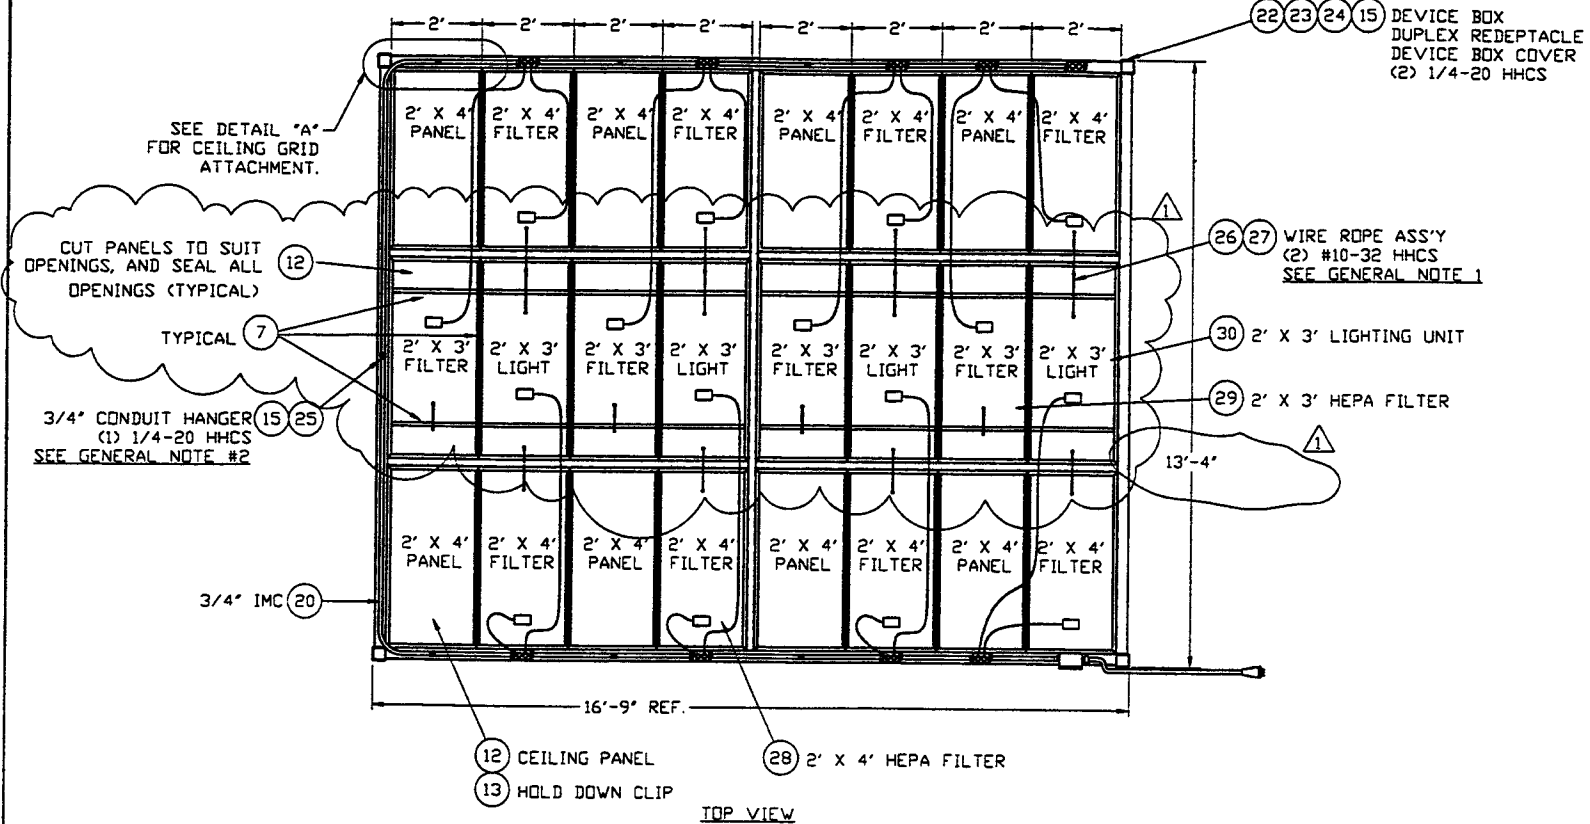 2' 2' 2' 2' 2' 2' 2' 2'
22 23 24 15 DEVICE BOX
DUPLEX REDEPTACLE
DEVICE BOX COVER
(2) 1/4-20 HHCS
2' X 4' PANEL
2' X 4' FILTER
2' X 4' PANEL
2' X 4' FILTER
2' X 4' PANEL
2' X 4' FILTER
2' X 4' PANEL
2' X 4' FILTER
SEE DETAIL "A"
FOR CEILING GRID
ATTACHMENT.
1
CUT PANELS TO SUIT
OPENINGS, AND SEAL ALL 12
OPENINGS (TYPICAL)
26 27 WIRE ROPE ASS'Y
(2) #10-32 HHCS
SEE GENERAL NOTE 1
TYPICAL 7
30 2' X 3' LIGHTING UNIT
2' X 3' FILTER
2' X 3' LIGHT
2' X 3' FILTER
2' X 3' LIGHT
2' X 3' FILTER
2' X 3' LIGHT
2' X 3' FILTER
2' X 3' LIGHT
29 2' X 3' HEPA FILTER
3/4" CONDUIT HANGER 15 25
(1) 1/4-20 HHCS
SEE GENERAL NOTE #2
1
13'-4"
2' X 4' PANEL
2' X 4' FILTER
2' X 4' PANEL
2' X 4' FILTER
2' X 4' PANEL
2' X 4' FILTER
2' X 4' PANEL
2' X 4' FILTER
3/4" IMC 20
16'-9" REF.
12 CEILING PANEL
13 HOLD DOWN CLIP
28 2' X 4' HEPA FILTER
TOP VIEW